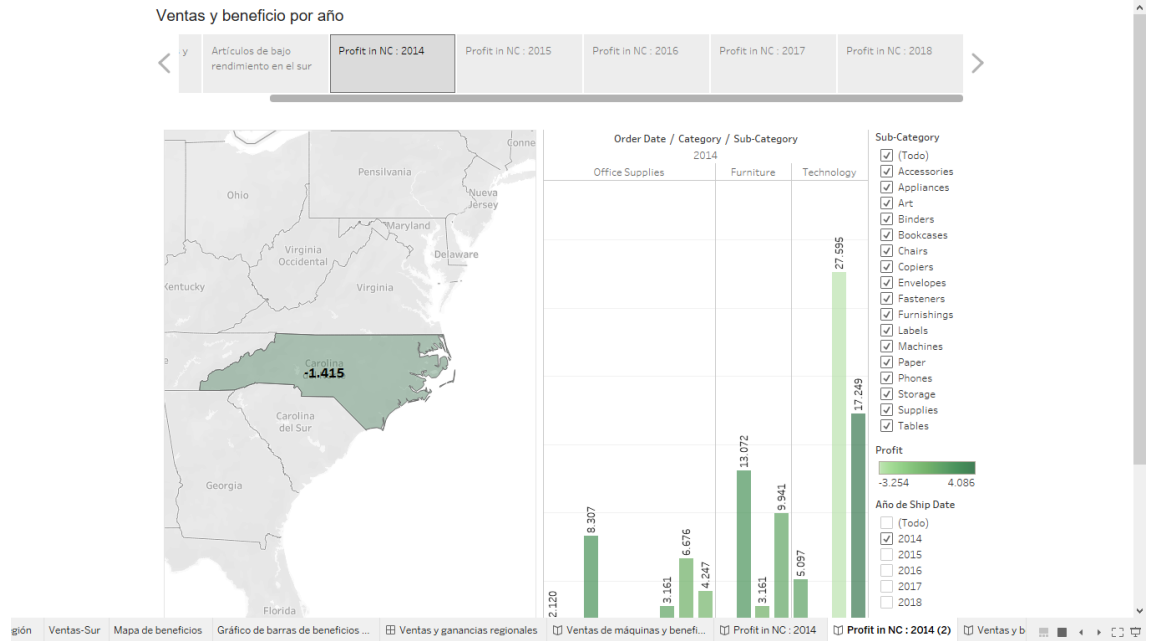 Ventas y beneficio por año
y
Artículos de bajo
rendimiento en el sur
Profit in NC : 2014
Profit in NC : 2015
Profit in NC : 2016
Profit in NC : 2017
Profit in NC : 2018
Conne
Pensilvania
Ohio
Nueva
Jersey
Maryland
Virginia
Occidental
Delaware
Kentucky
Virginia
Carolina
-1.415
Carolina
del Sur
Georgia
Florida
Order Date / Category / Sub-Category
2014
Office Supplies
Furniture
Technology
2.120
8.307
3.161
6.676
4.247
13.072
3.161
9.941
5.097
27.595
17.249
Sub-Category
(Todo)
Accessories
Appliances
Art
Binders
Bookcases
Chairs
Copiers
Envelopes
Fasteners
Furnishings
Labels
Machines
Paper
Phones
Storage
Supplies
Tables
Profit
-3.254 4.086
Año de Ship Date
(Todo)
2014
2015
2016
2017
2018
gión Ventas-Sur Mapa de beneficios Gráfico de barras de beneficios ... Ventas y ganancias regionales Ventas de máquinas y benefi... Profit in NC : 2014 Profit in NC : 2014 (2) Ventas y b